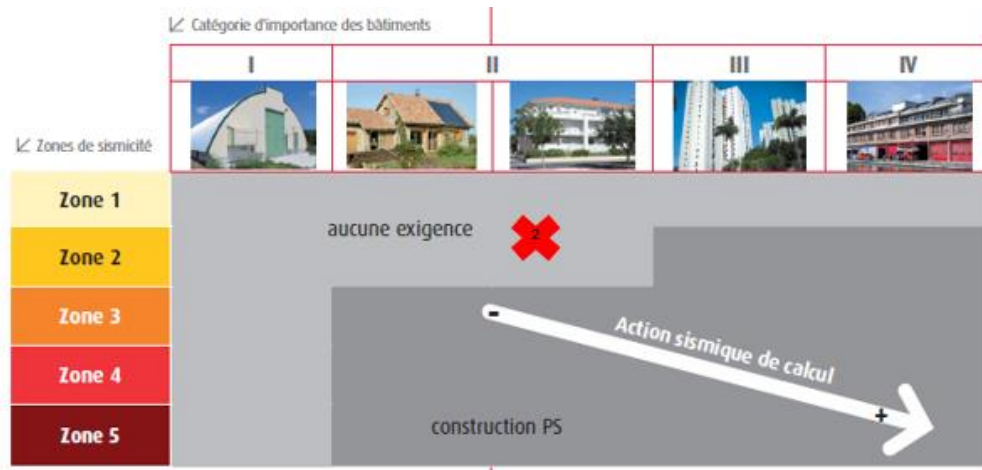 Catégorie d'importance des bâtiments
I II III IV
Zones de sismicité
Zone 1
aucune exigence
2
Zone 2
Zone 3
-
Action sismique de calcul
Zone 4
+
Zone 5
construction PS